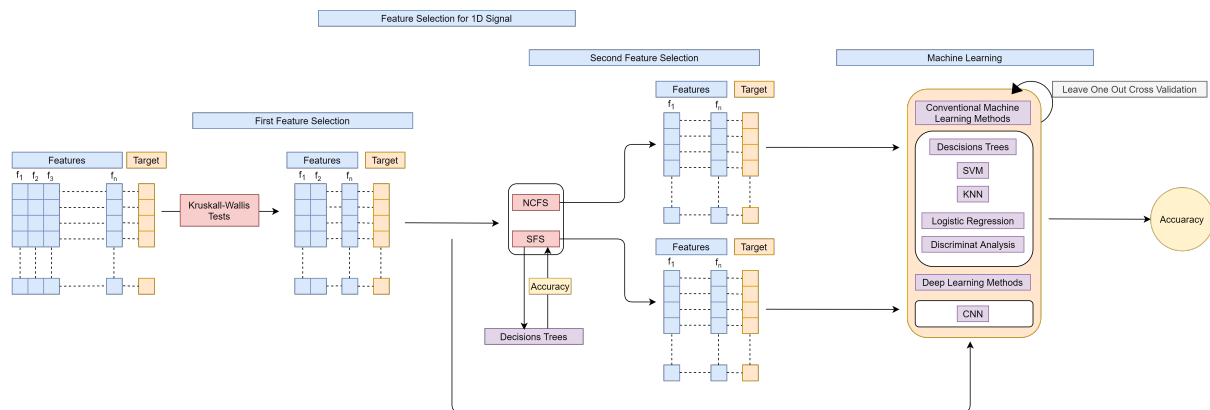 Feature Selection for 1D Signal
First Feature Selection
Second Feature Selection
Machine Learning
Features
Target
f1
f2
f3
fn
Kruskall-Wallis
Tests
Features
Target
f1
f2
fn
NCFS
SFS
Accuracy
Decisions Trees
Features
Target
f1
fn
Features
Target
f1
fn
Leave One Out Cross Validation
Conventional Machine
Learning Methods
Descisions Trees
SVM
KNN
Logistic Regression
Discriminat Analysis
Deep Learning Methods
CNN
Accuaracy